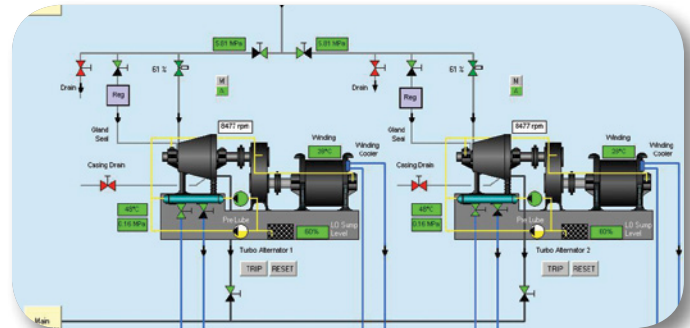 5.81 MPa
5.81 MPa
61 %
61 %
M
A
M
A
Drain
Drain
Reg
Reg
Gland
Seal
Gland
Seal
8477 rpm
8477 rpm
Winding
Winding
Cooler
Winding
Winding
Cooler
28°C
28°C
Casing Drain
Casing Drain
48°C
48°C
0.16 MPa
0.16 MPa
Pre Lube
Pre Lube
60%
LO Sump
Level
60%
LO Sump
Level
Turbo Alternator 1
Turbo Alternator 2
TRIP
RESET
TRIP
RESET
Main